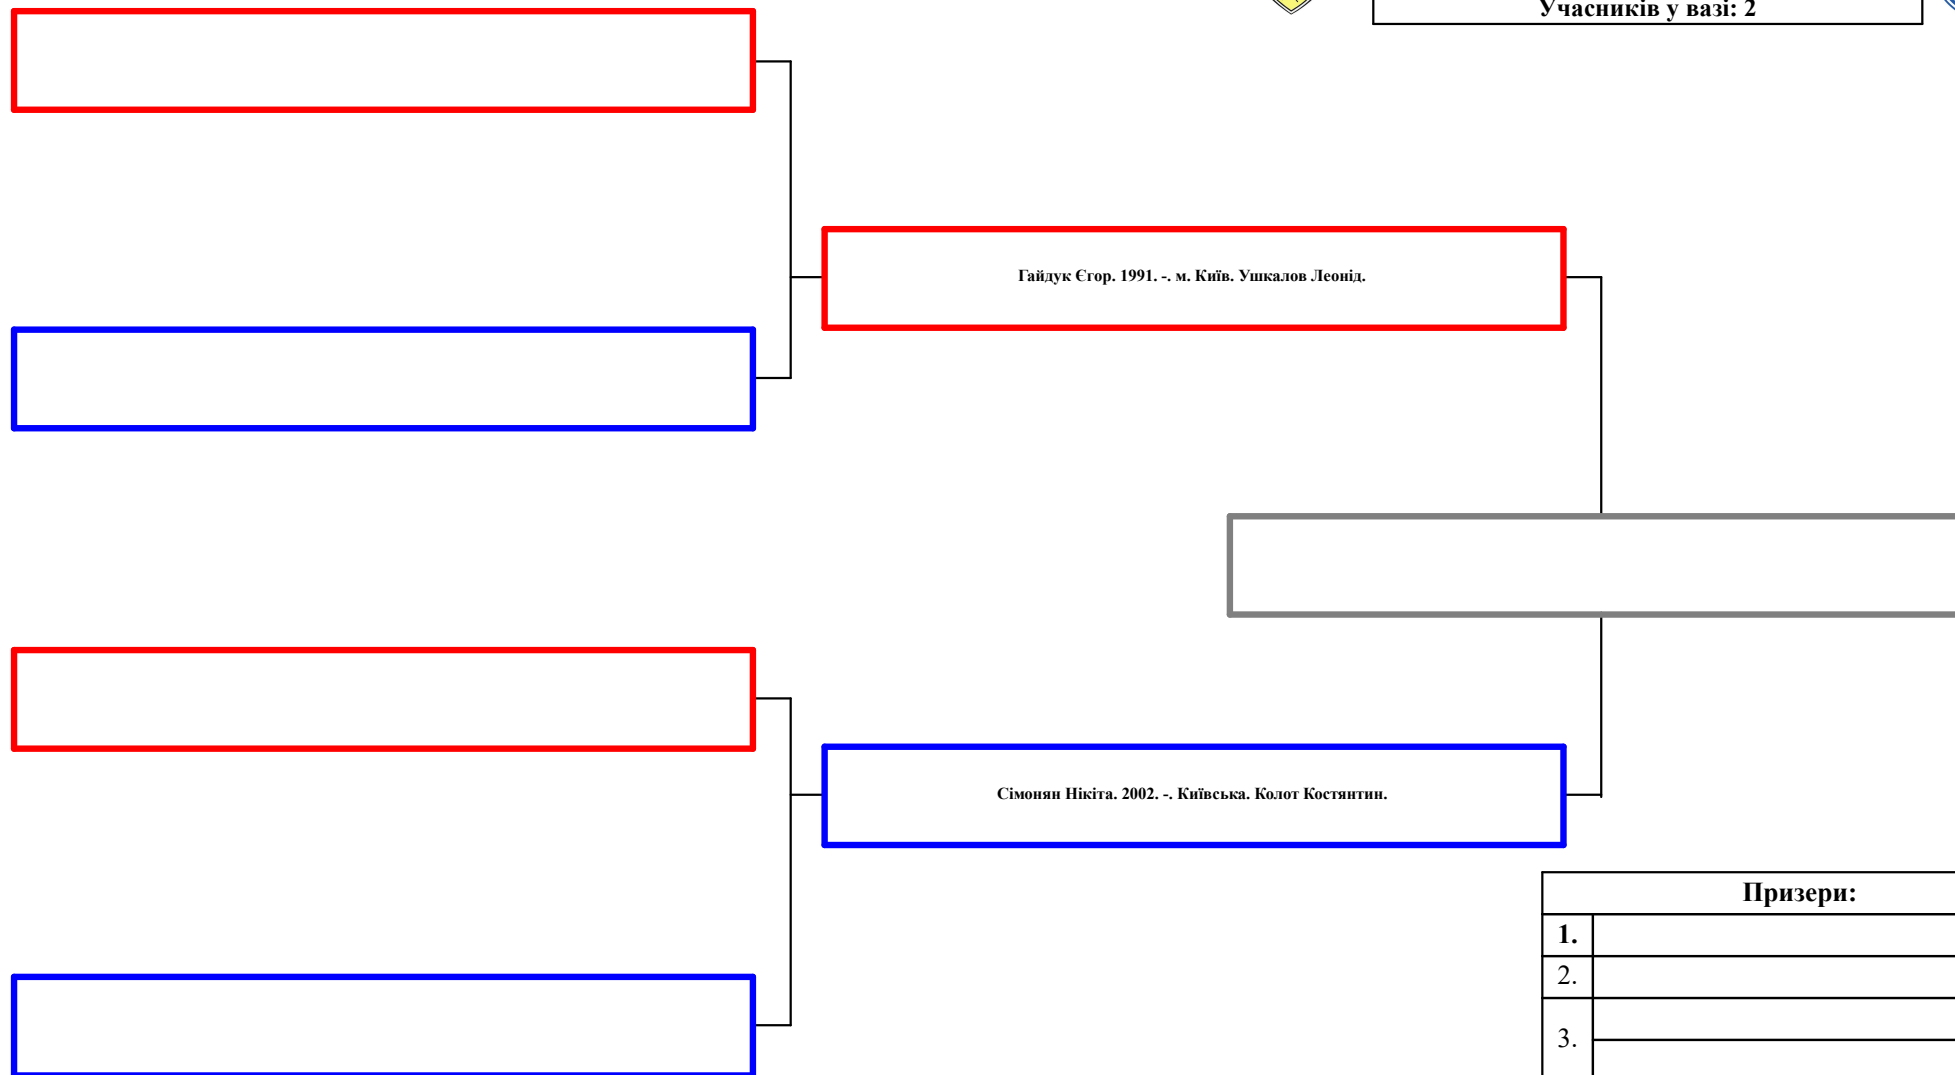 Учасників у вазі: 2
Гайдук Єгор. 1991. -. м. Київ. Ушкалов Леонід.
Сімонян Нікіта. 2002. -. Київська. Колот Костянтин.
Призери:
1.
2.
3.